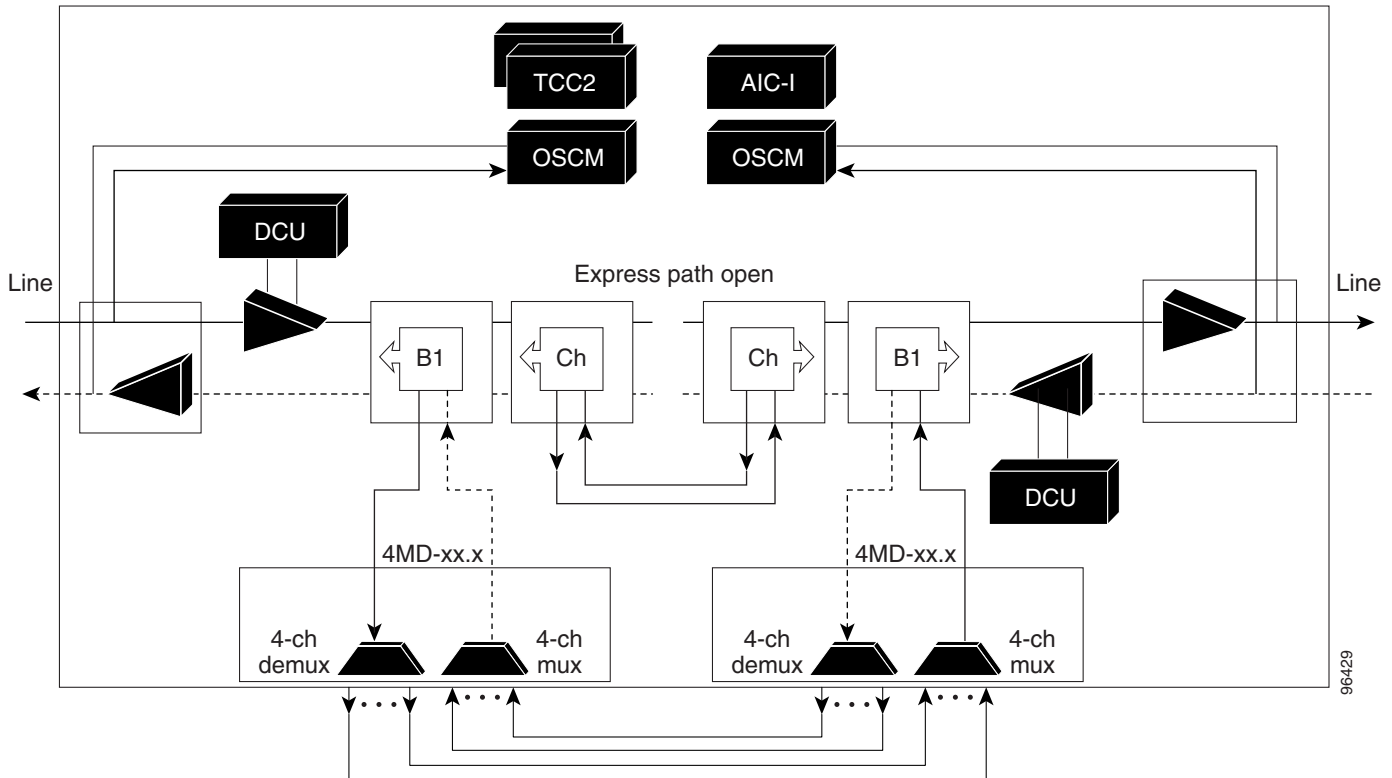 TCC2
AIC-I
OSCM
OSCM
DCU
Line
Express path open
Line
B1
Ch
Ch
B1
DCU
4MD-xx.x
4MD-xx.x
4-ch
demux
4-ch
mux
4-ch
demux
4-ch
mux
96429